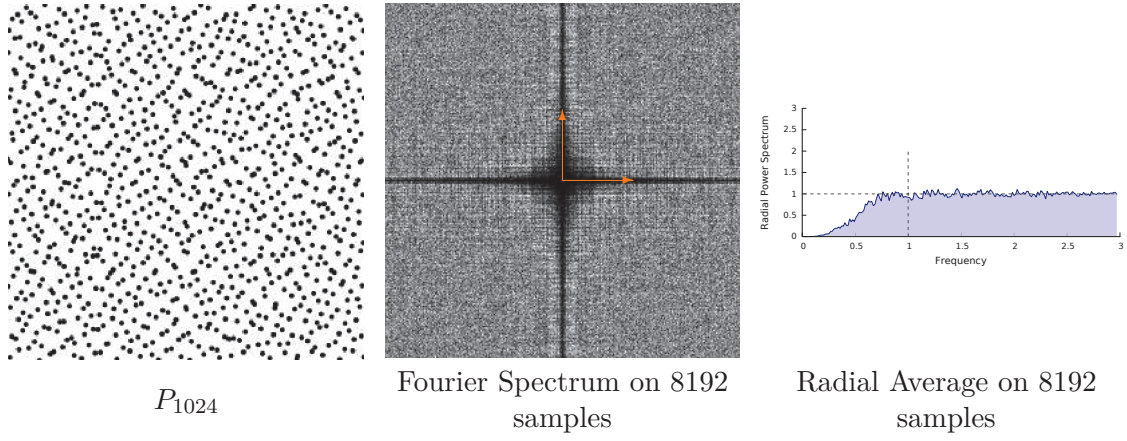 3
2.5
2
1.5
1
0.5
0
Radial Power Spectrum
0 0.5 1 1.5 2 2.5 3
Frequency
P1024
Fourier Spectrum on 8192
samples
Radial Average on 8192
samples